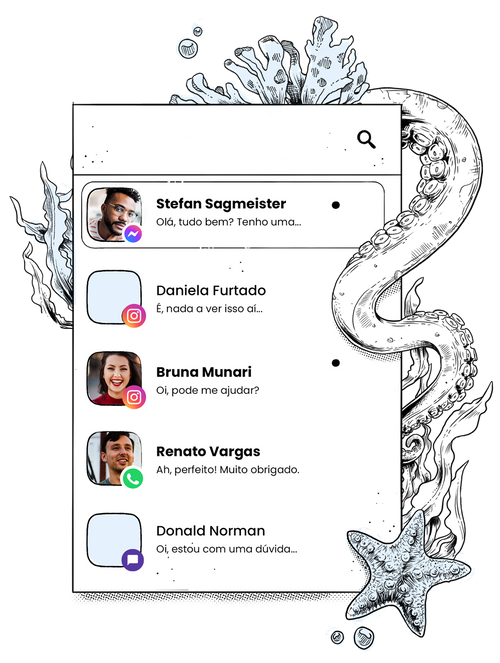 Stefan Sagmeister
Olá, tudo bem? Tenho uma...
Daniela Furtado
É, nada a ver isso aí...
Bruna Munari
Oi, pode me ajudar?
Renato Vargas
Ah, perfeito! Muito obrigado.
Donald Norman
Oi, estou com uma dúvida...